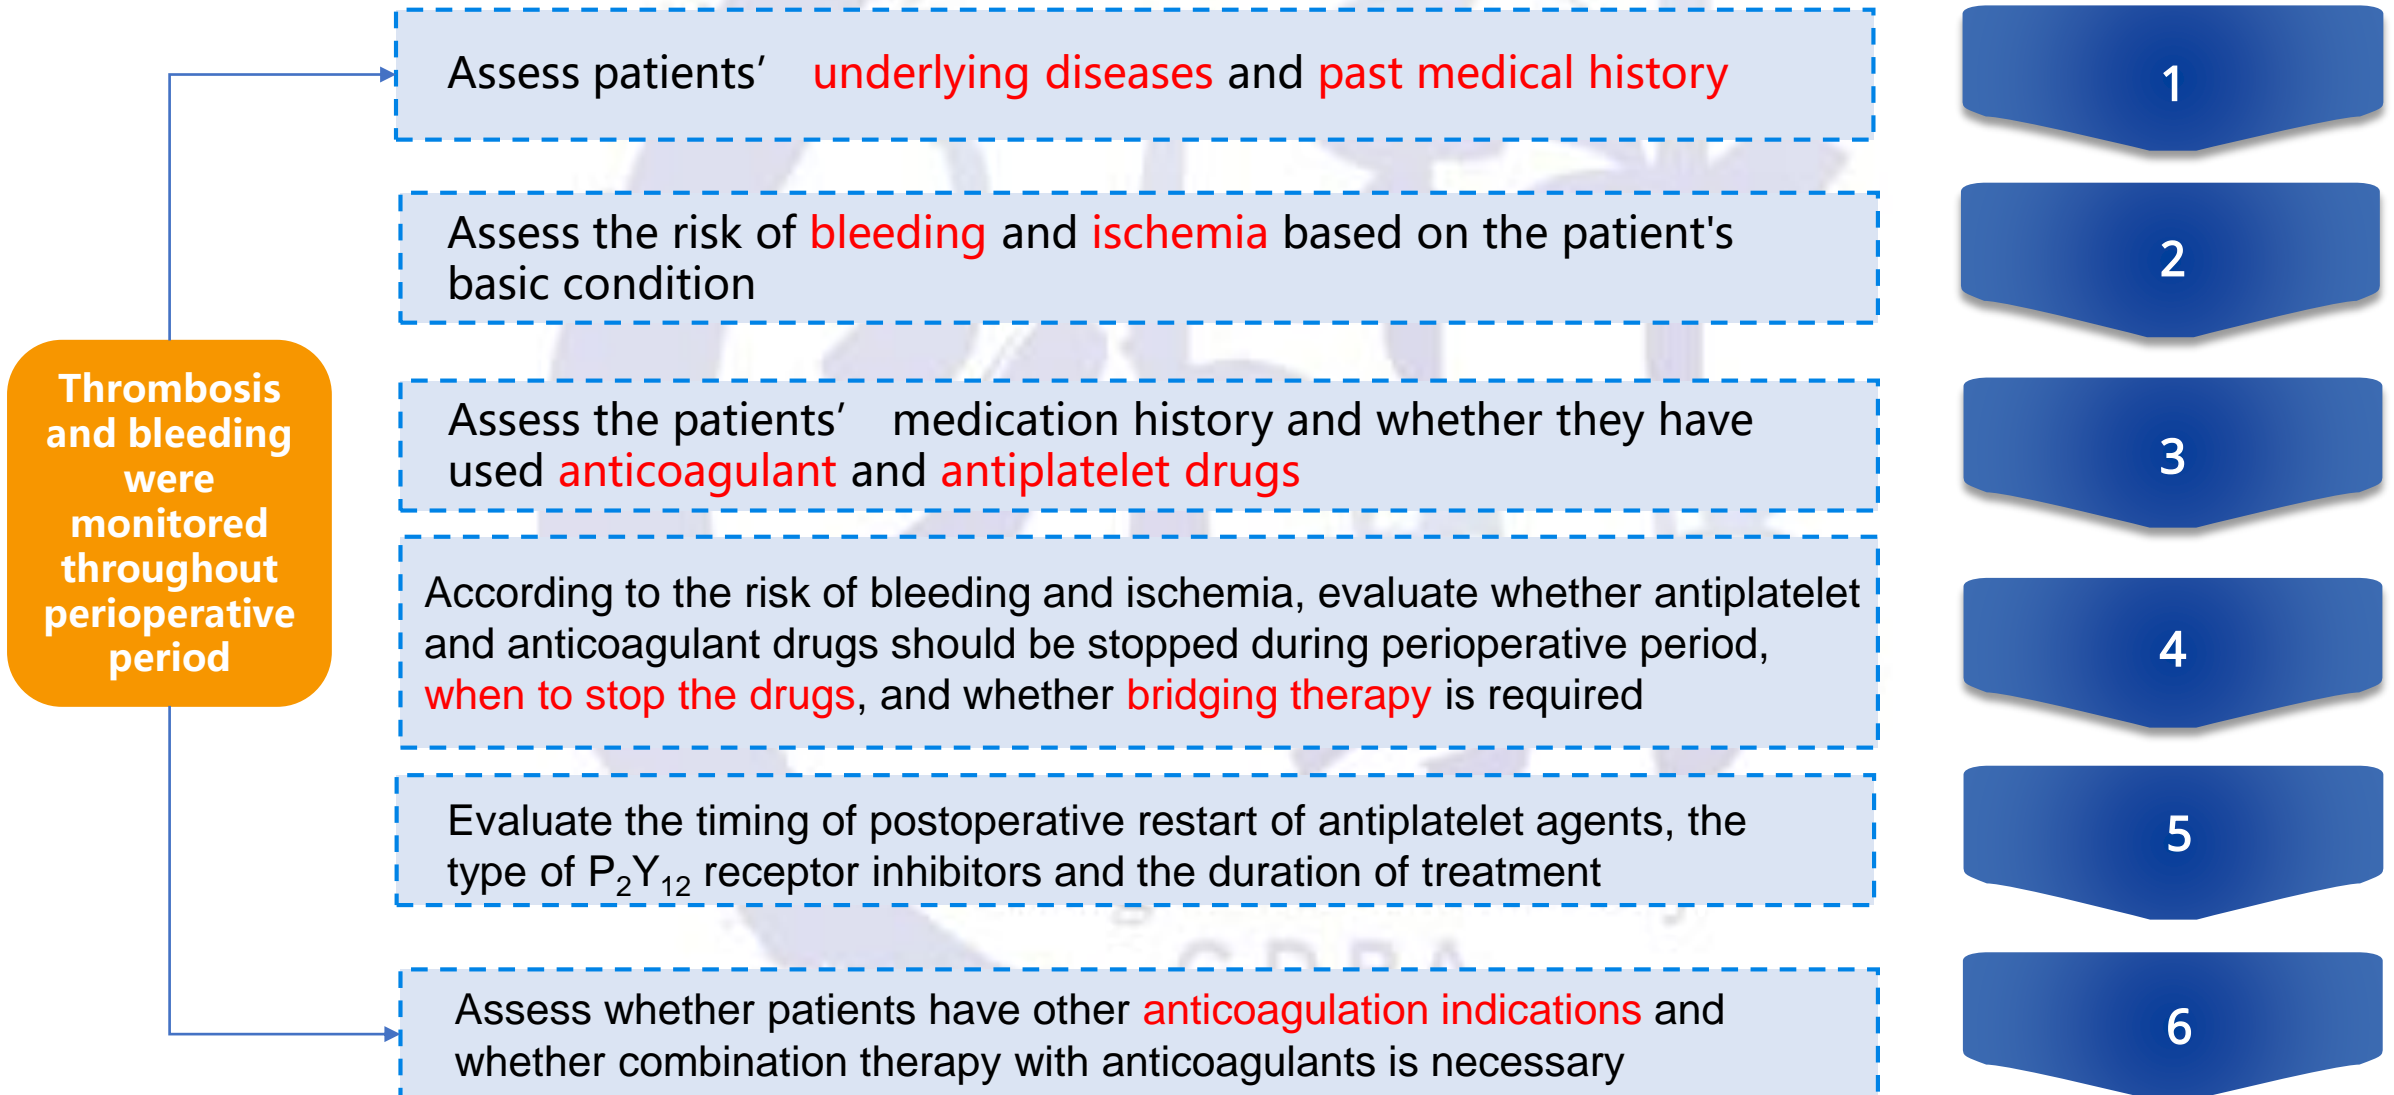 Assess patients’ underlying diseases and past medical history
1
Assess the risk of bleeding and ischemia based on the patient's
basic condition
2
Thrombosis
and bleeding
were
monitored
throughout
perioperative
period
Assess the patients’ medication history and whether they have
used anticoagulant and antiplatelet drugs
3
According to the risk of bleeding and ischemia, evaluate whether antiplatelet
and anticoagulant drugs should be stopped during perioperative period,
when to stop the drugs, and whether bridging therapy is required
4
Evaluate the timing of postoperative restart of antiplatelet agents, the
type of P₂Y₁₂ receptor inhibitors and the duration of treatment
5
Assess whether patients have other anticoagulation indications and
whether combination therapy with anticoagulants is necessary
6